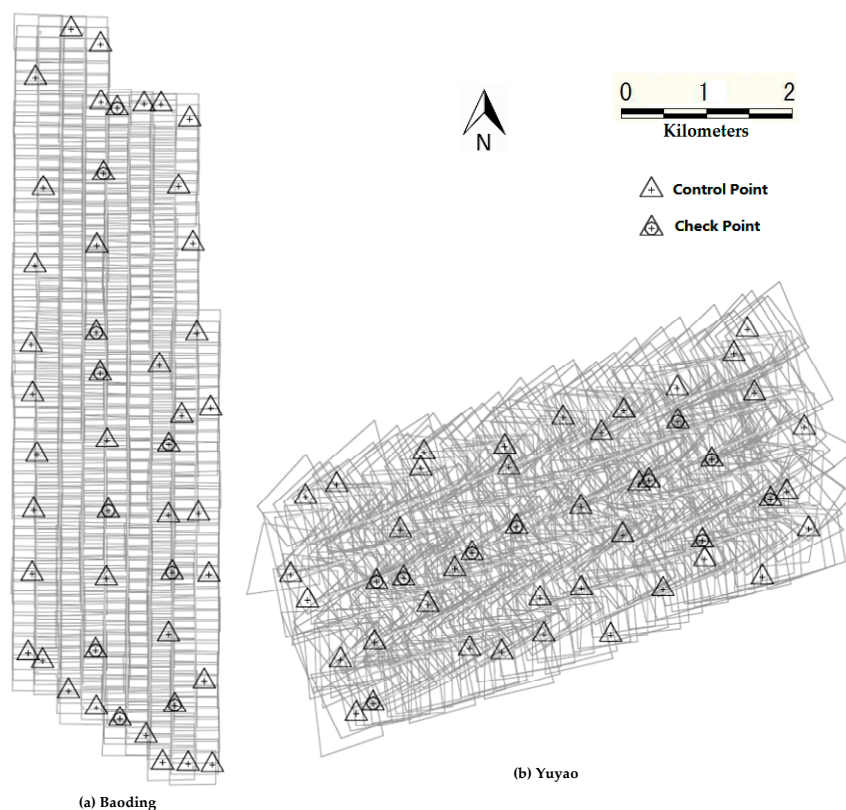 0 1 2
Kilometers
N
Control Point
Check Point
(b) Yuyao
(a) Baoding